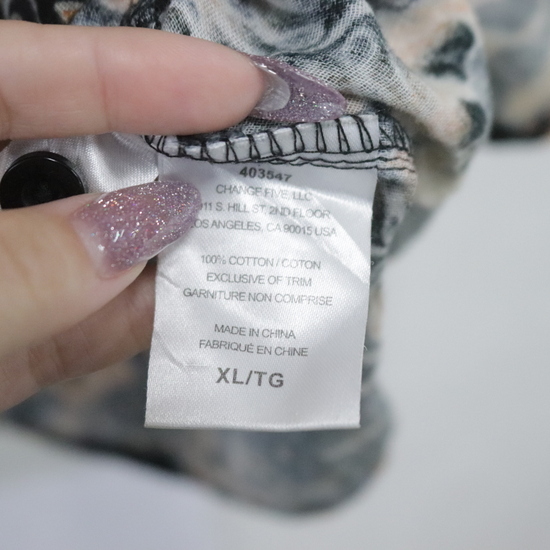 403547
CHANGE FIVE, LLC
11 S. HILL ST, 2ND FLOOR
LOS ANGELES, CA 90015 USA
100% COTTON / COTON
EXCLUSIVE OF TRIM
GARNITURE NON COMPRISE
MADE IN CHINA
FABRIQUÉ EN CHINE
XL/TG